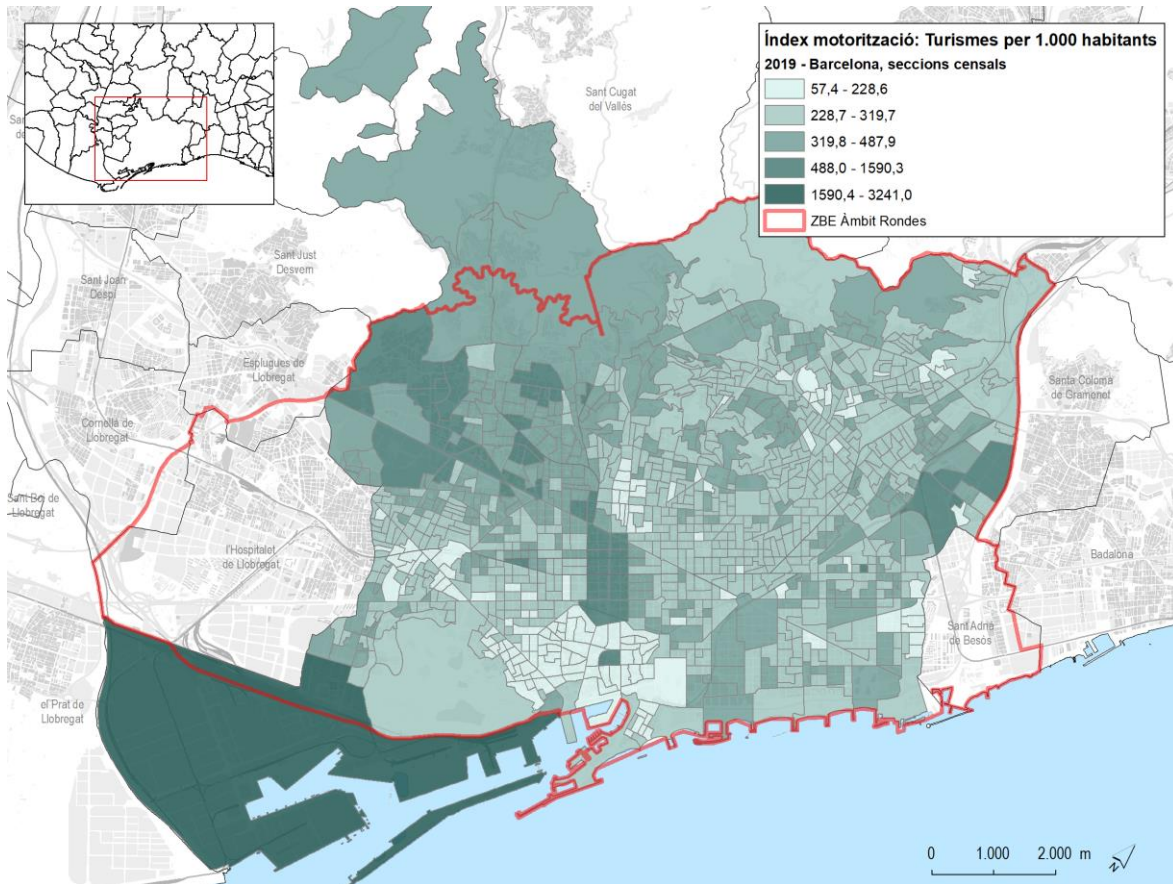 Índex motorització: Turismes per 1.000 habitants
2019 - Barcelona, seccions censals
57,4 - 228,6
228,7 - 319,7
319,8 - 487,9
488,0 - 1590,3
1590,4 - 3241,0
ZBE Àmbit Rondes
Sant Cugat
del Vallès
Sant Just
Desvern
Sant Joan
Despí
Esplugues de
Llobregat
Santa Coloma
de Gramenet
Cornellà de
Llobregat
Sant Boi de
Llobregat
l'Hospitalet
de Llobregat
Badalona
Sant Adrià
de Besòs
el Prat de
Llobregat
0 1.000 2.000 m
N